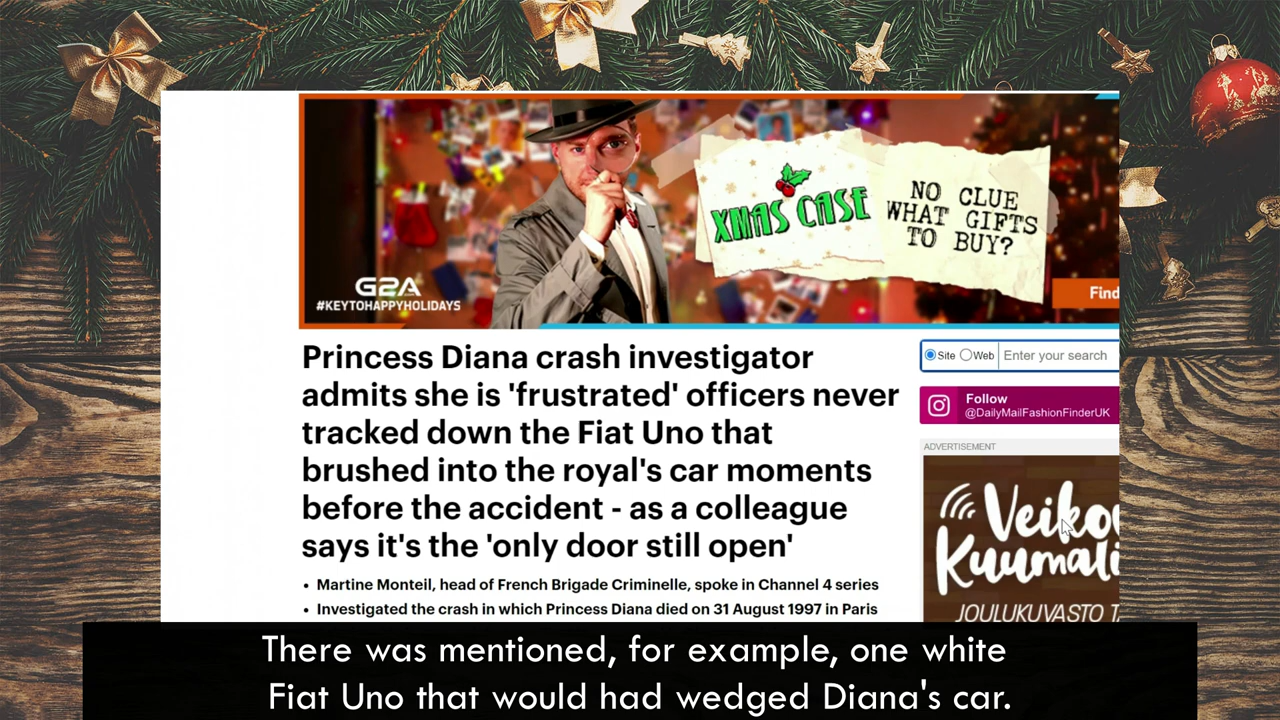 XMAS CASE
NO CLUE
WHAT GIFTS
TO BUY?
G2A
#KEYTOHAPPYHOLIDAYS
Find
Princess Diana crash investigator
admits she is 'frustrated' officers never
tracked down the Fiat Uno that
brushed into the royal's car moments
before the accident - as a colleague
says it's the 'only door still open'
• Martine Monteil, head of French Brigade Criminelle, spoke in Channel 4 series
• Investigated the crash in which Princess Diana died on 31 August 1997 in Paris
Site Web Enter your search
Follow
@DailyMailFashionFinderUK
ADVERTISEMENT
Veiko
Kuumali
JOULUKUVASTO
There was mentioned, for example, one white
Fiat Uno that would had wedged Diana's car.